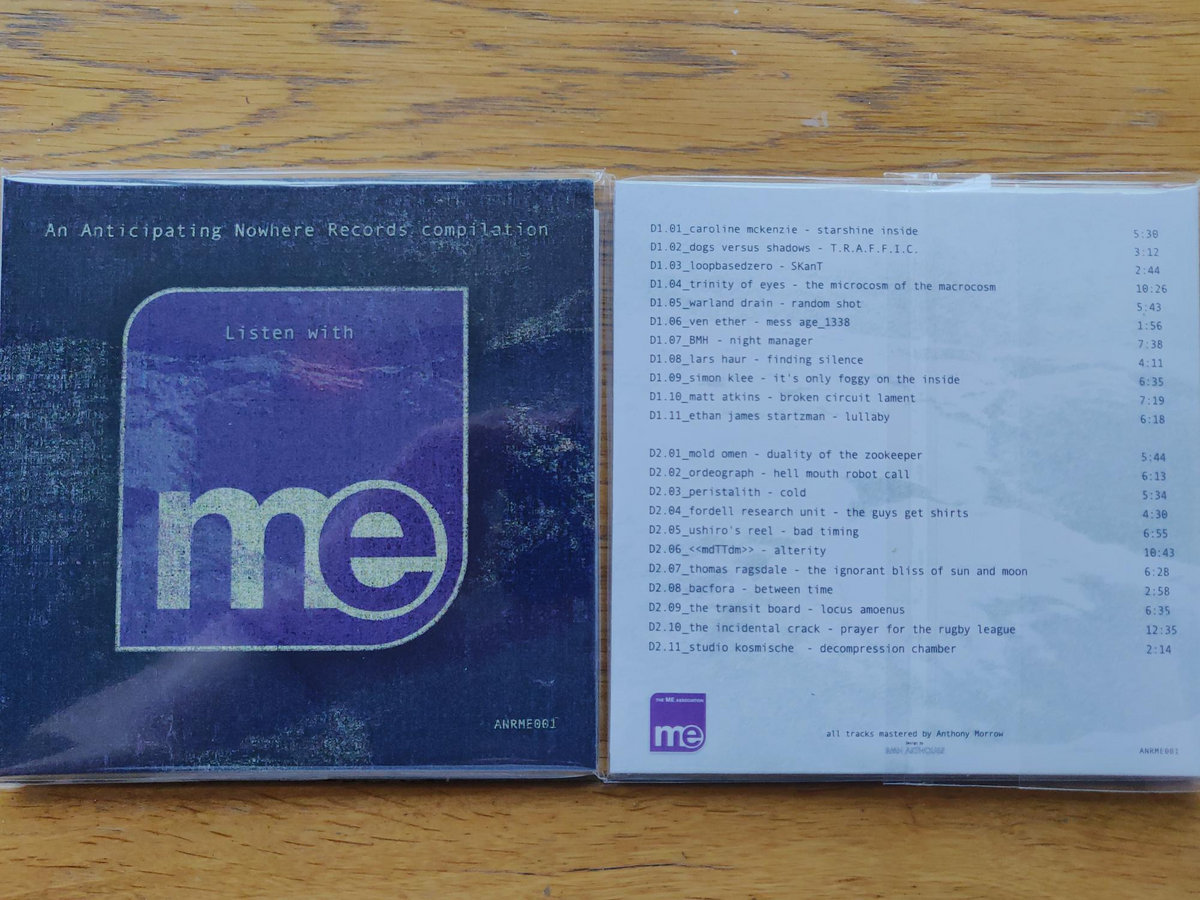 An Anticipating Nowhere Records compilation
Listen with
me
ANRME001
D1.01_caroline mckenzie - starshine inside 5:30
D1.02_dogs versus shadows - T.R.A.F.F.I.C. 3:12
D1.03_loopbasedzero - SKanT 2:44
D1.04_trinity of eyes - the microcosm of the macrocosm 10:26
D1.05_warland drain - random shot 5:43
D1.06_ven ether - mess age_1338 1:56
D1.07_BMH - night manager 7:38
D1.08_lars haur - finding silence 4:11
D1.09_simon klee - it's only foggy on the inside 6:35
D1.10_matt atkins - broken circuit lament 7:19
D1.11_ethan james startzman - lullaby 6:18
D2.01_mold omen - duality of the zookeeper 5:44
D2.02_ordeograph - hell mouth robot call 6:13
D2.03_peristalith - cold 5:34
D2.04_fordell research unit - the guys get shirts 4:30
D2.05_ushiro's reel - bad timing 6:55
D2.06_<<mdTTdm>> - alterity 10:43
D2.07_thomas ragsdale - the ignorant bliss of sun and moon 6:28
D2.08_bacfora - between time 2:58
D2.09_the transit board - locus amoenus 6:35
D2.10_the incidental crack - prayer for the rugby league 12:35
D2.11_studio kosmische - decompression chamber 2:14
THE ME ASSOCIATION
me
all tracks mastered by Anthony Morrow
ANRME001